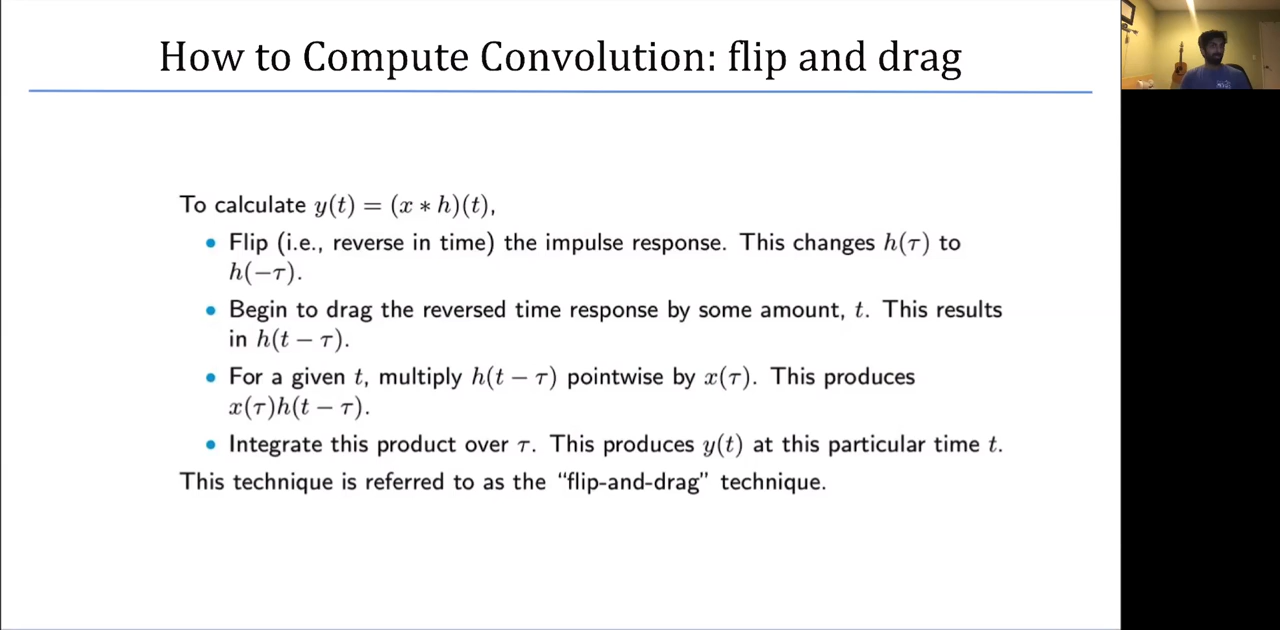 How to Compute Convolution: flip and drag
To calculate y(t) = (x ∗ h)(t),
• Flip (i.e., reverse in time) the impulse response. This changes h(τ) to
h(−τ).
• Begin to drag the reversed time response by some amount, t. This results
in h(t − τ).
• For a given t, multiply h(t − τ) pointwise by x(τ). This produces
x(τ)h(t − τ).
• Integrate this product over τ. This produces y(t) at this particular time t.
This technique is referred to as the “flip-and-drag” technique.